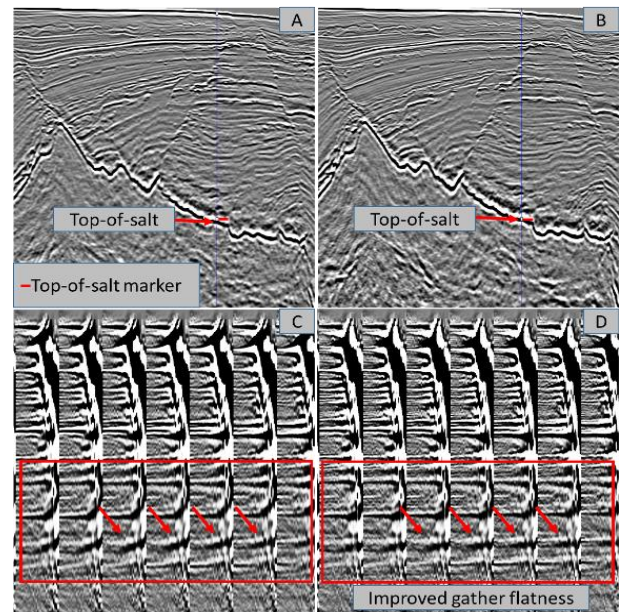 A
B
Top-of-salt
Top-of-salt
Top-of-salt marker
C
D
Improved gather flatness